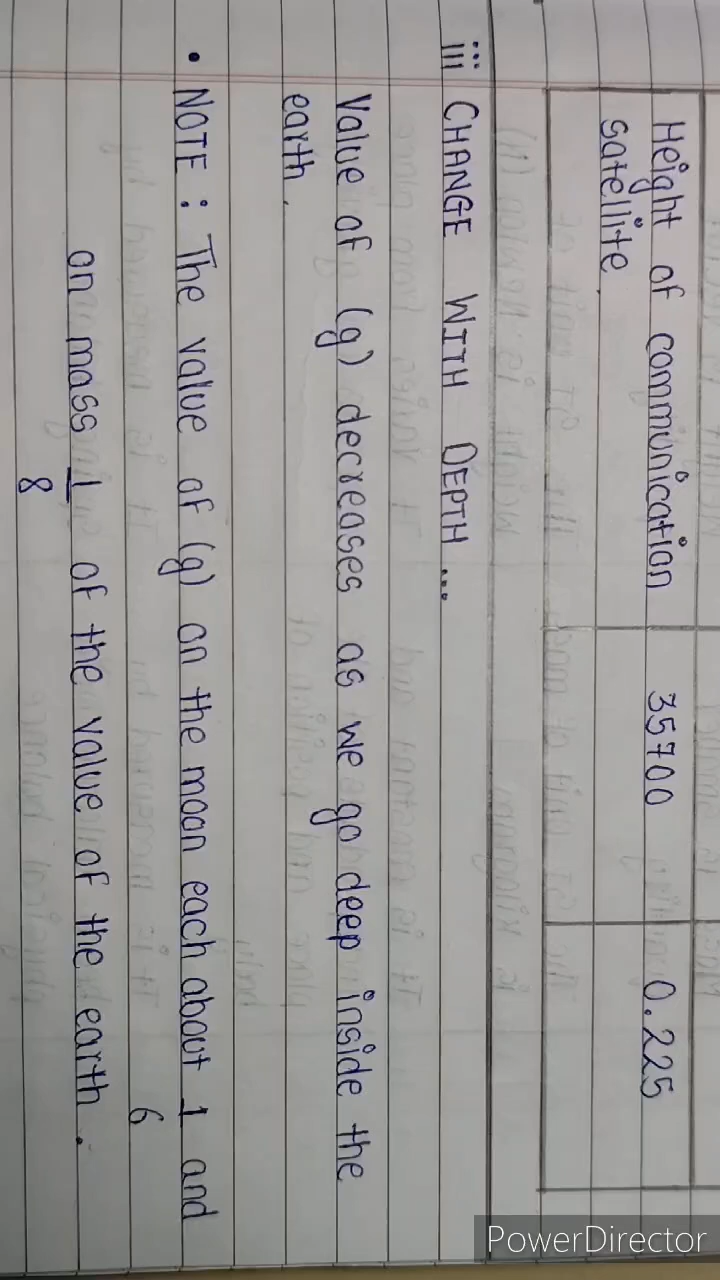 Height of communication 35700 0.225
satellite
iii CHANGE WITH DEPTH ...
Value of (g) decreases as we go deep inside the
earth.
• NOTE : The value of (g) on the moon each about 1/6 and
on mass 1/8 of the value of the earth.
PowerDirector